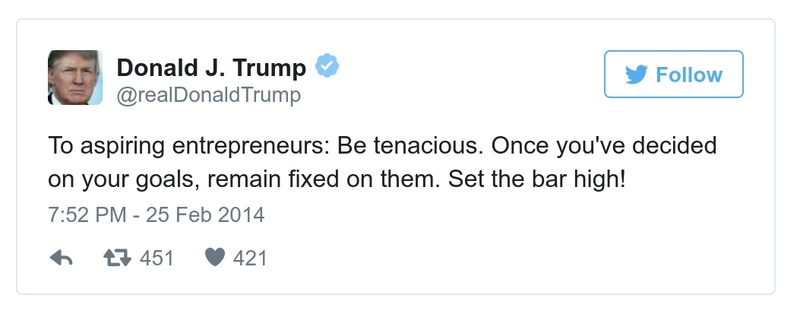 Donald J. Trump
@realDonaldTrump
Follow
To aspiring entrepreneurs: Be tenacious. Once you've decided
on your goals, remain fixed on them. Set the bar high!
7:52 PM - 25 Feb 2014
451 421